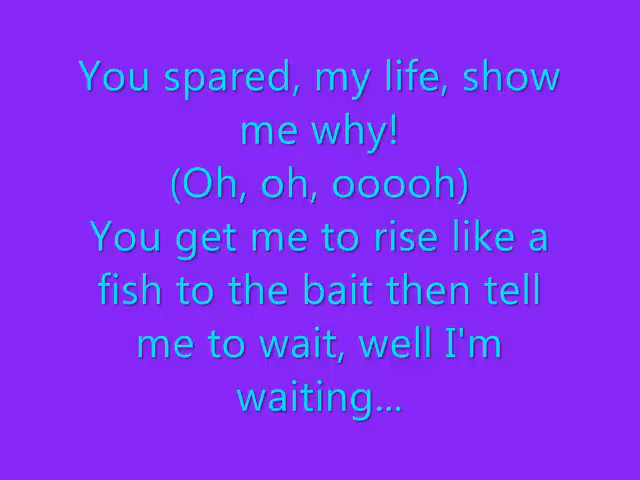 You spared, my life, show
me why!
(Oh, oh, ooooh)
You get me to rise like a
fish to the bait then tell
me to wait, well I'm
waiting...